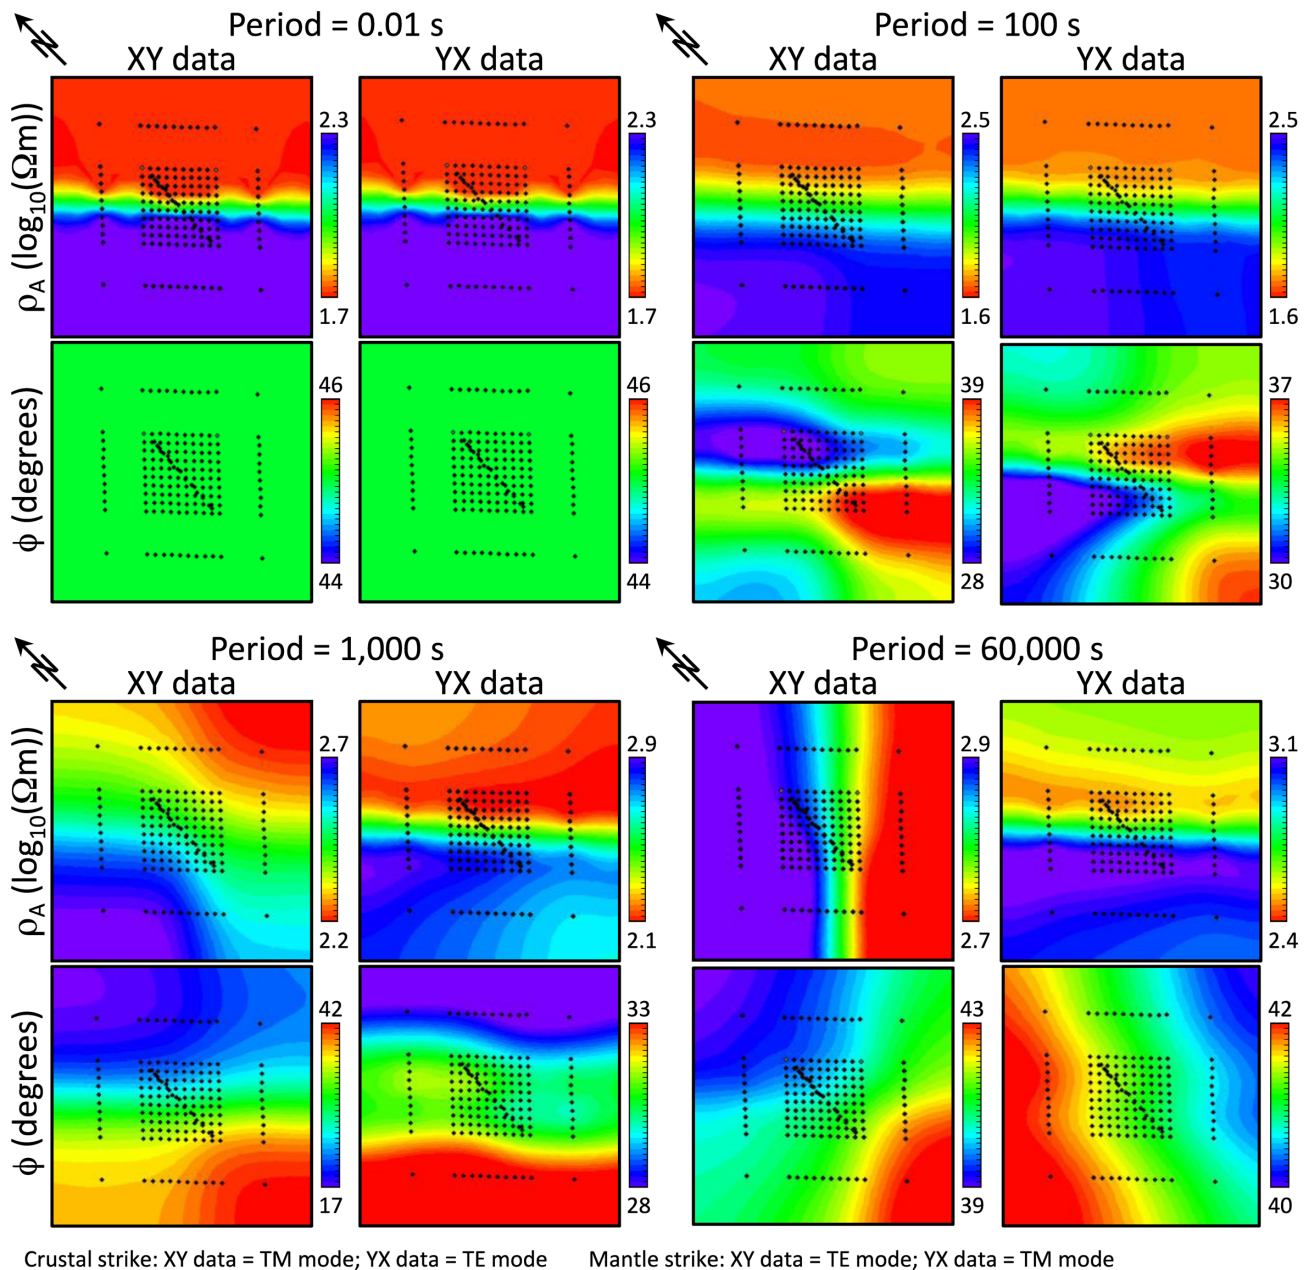 Period = 0.01 s
XY data
YX data
N
ρA (log10(Ωm))
2.3
1.7
2.3
1.7
ϕ (degrees)
46
44
46
44
Period = 100 s
XY data
YX data
N
2.5
1.6
2.5
1.6
39
28
37
30
Period = 1,000 s
XY data
YX data
N
ρA (log10(Ωm))
2.7
2.2
2.9
2.1
ϕ (degrees)
42
17
33
28
Period = 60,000 s
XY data
YX data
N
2.9
2.7
3.1
2.4
43
39
42
40
Crustal strike: XY data = TM mode; YX data = TE mode
Mantle strike: XY data = TE mode; YX data = TM mode